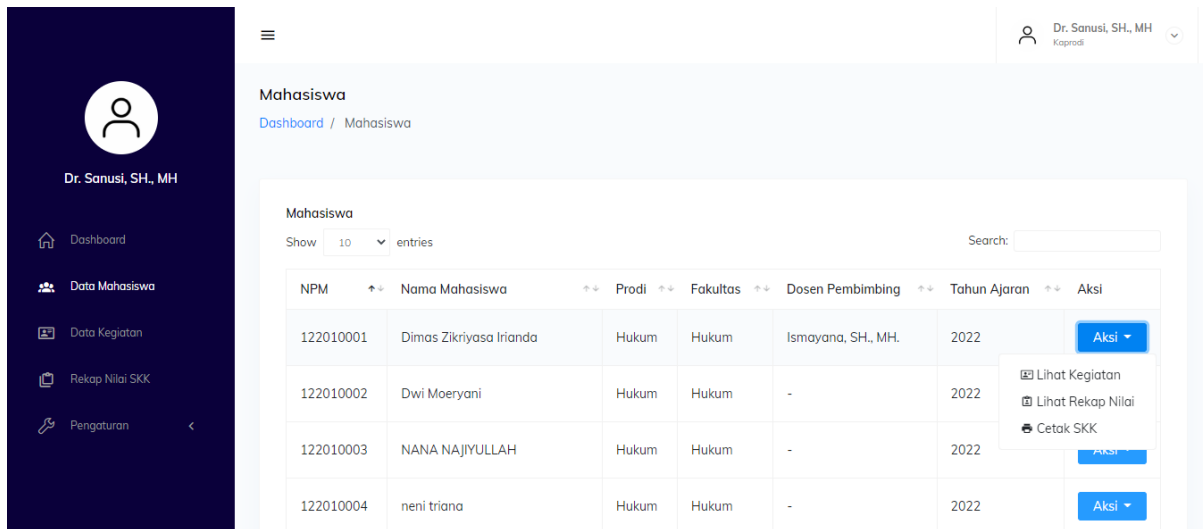 Dr. Sanusi, SH., MH
Kaprodi
Dr. Sanusi, SH., MH
Dashboard
Data Mahasiswa
Data Kegiatan
Rekap Nilai SKK
Pengaturan
Mahasiswa
Dashboard / Mahasiswa
Mahasiswa
Show 10 entries
Search:
NPM Nama Mahasiswa Prodi Fakultas Dosen Pembimbing Tahun Ajaran Aksi
122010001 Dimas Zikriyasa Irianda Hukum Hukum Ismayana, SH., MH. 2022 Aksi
Lihat Kegiatan
Lihat Rekap Nilai
Cetak SKK
122010002 Dwi Moeryani Hukum Hukum - 2022
122010003 NANA NAJIYULLAH Hukum Hukum - 2022 Aksi
122010004 neni triana Hukum Hukum - 2022 Aksi